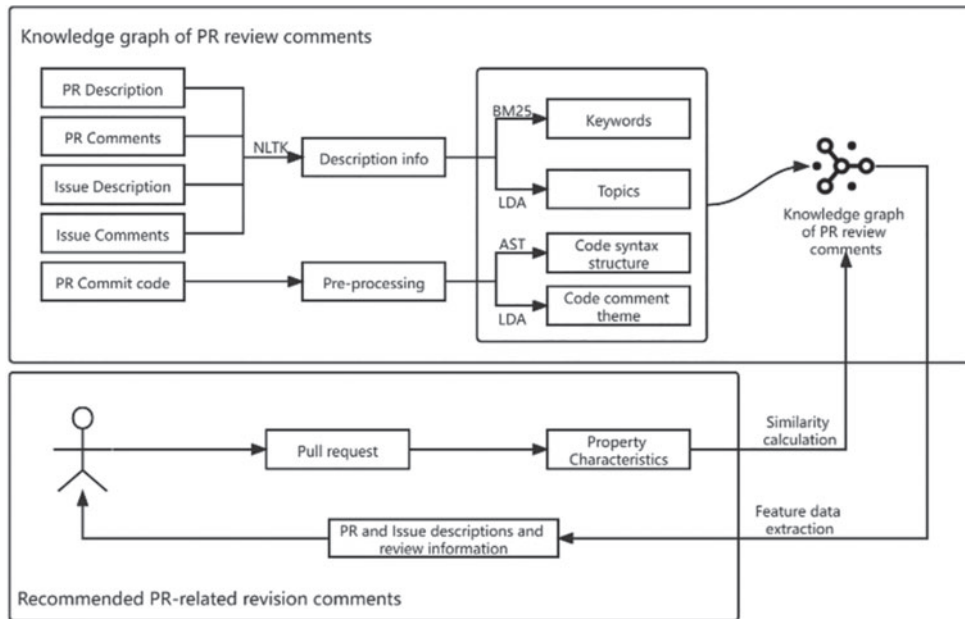 Knowledge graph of PR review comments
PR Description
PR Comments
Issue Description
Issue Comments
PR Commit code
NLTK
Description info
Pre-processing
BM25
Keywords
LDA
Topics
AST
Code syntax
structure
LDA
Code comment
theme
Knowledge graph
of PR review
comments
Pull request
Property
Characteristics
Similarity
calculation
PR and Issue descriptions and
review information
Feature data
extraction
Recommended PR-related revision comments